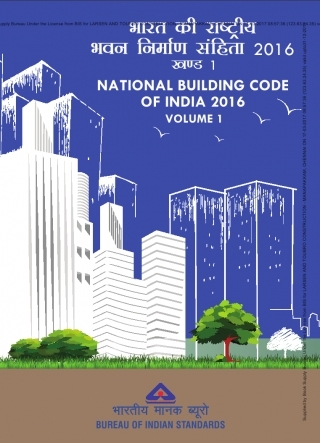 भारत की राष्ट्रीय
भवन निर्माण संहिता 2016
खण्ड 1
NATIONAL BUILDING CODE
OF INDIA 2016
VOLUME 1
भारतीय मानक ब्यूरो
BUREAU OF INDIAN STANDARDS